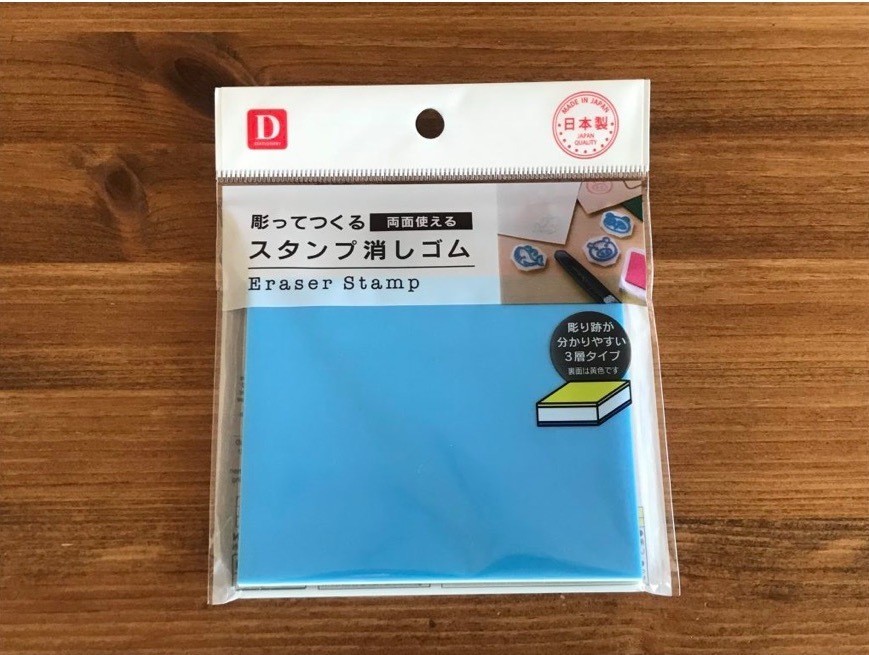 D
MADE IN JAPAN
日本製
JAPAN
QUALITY
彫ってつくる 両面使える
スタンプ消しゴム
Eraser Stamp
彫り跡が
分かりやすい
3層タイプ
裏面は黄色です